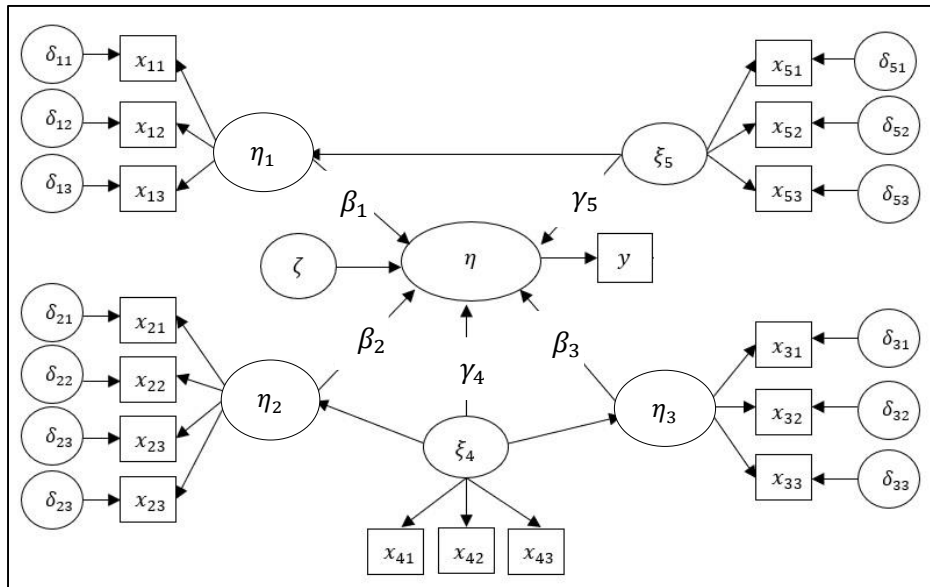 δ₁₁ x₁₁
δ₁₂ x₁₂
δ₁₃ x₁₃
η₁
ξ₅
x₅₁ δ₅₁
x₅₂ δ₅₂
x₅₃ δ₅₃
β₁
γ₅
ζ
η
y
δ₂₁ x₂₁
δ₂₂ x₂₂
δ₂₃ x₂₃
δ₂₃ x₂₃
η₂
β₂
γ₄
β₃
η₃
x₃₁ δ₃₁
x₃₂ δ₃₂
x₃₃ δ₃₃
ξ₄
x₄₁ x₄₂ x₄₃